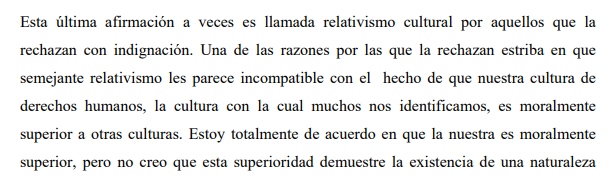 Esta última afirmación a veces es llamada relativismo cultural por aquellos que la
rechazan con indignación. Una de las razones por las que la rechazan estriba en que
semejante relativismo les parece incompatible con el hecho de que nuestra cultura de
derechos humanos, la cultura con la cual muchos nos identificamos, es moralmente
superior a otras culturas. Estoy totalmente de acuerdo en que la nuestra es moralmente
superior, pero no creo que esta superioridad demuestre la existencia de una naturaleza